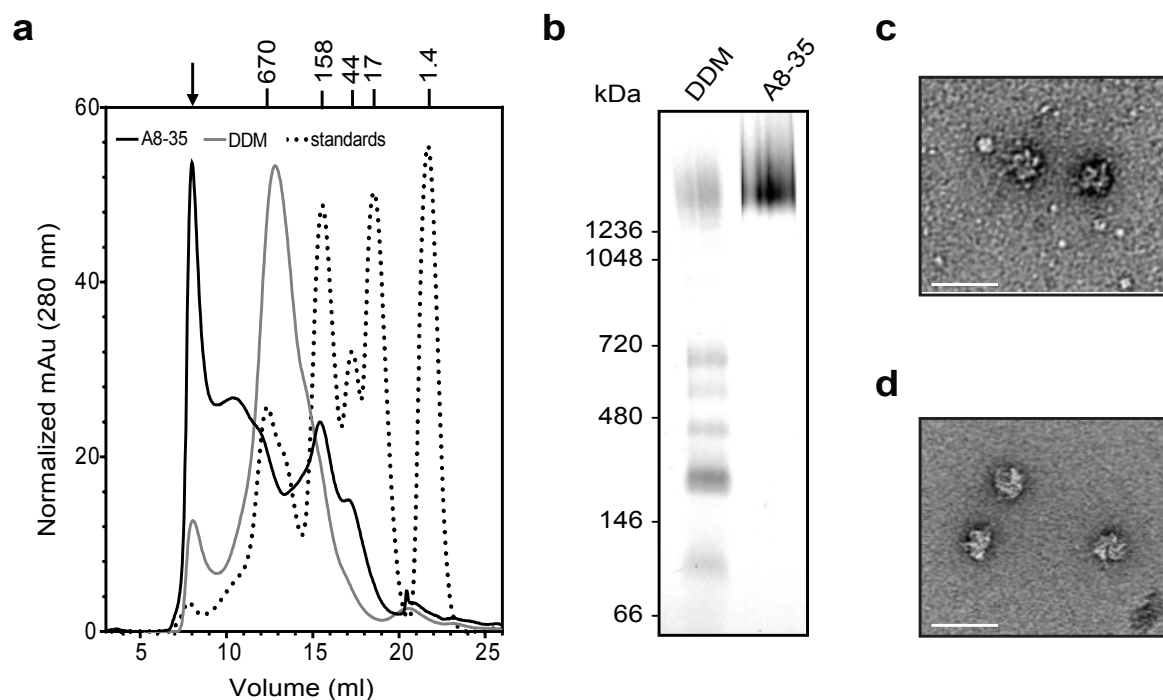 a
670
158
44
17
1.4
60
40
20
0
Normalized mAu (280 nm)
A8-35 DDM standards
5 10 15 20 25
Volume (ml)
b
DDM A8-35
kDa
1236
1048
720
480
146
66
c
d